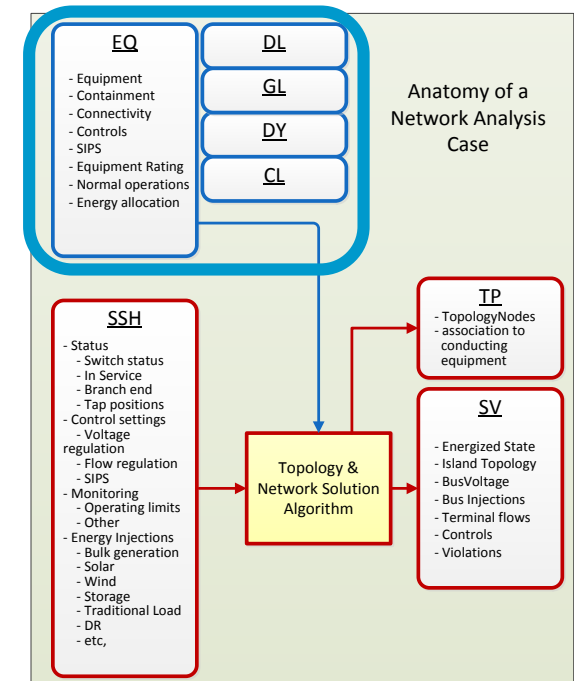 EQ
- Equipment
- Containment
- Connectivity
- Controls
- SIPS
- Equipment Rating
- Normal operations
- Energy allocation
DL
GL
DY
CL
Anatomy of a
Network Analysis
Case
SSH
- Status
- Switch status
- In Service
- Branch end
- Tap positions
- Control settings
- Voltage
regulation
- Flow regulation
- SIPS
- Monitoring
- Operating limits
- Other
- Energy Injections
- Bulk generation
- Solar
- Wind
- Storage
- Traditional Load
- DR
- etc,
Topology &
Network Solution
Algorithm
TP
- TopologyNodes
- association to
conducting
equipment
SV
- Energized State
- Island Topology
- BusVoltage
- Bus Injections
- Terminal flows
- Controls
- Violations